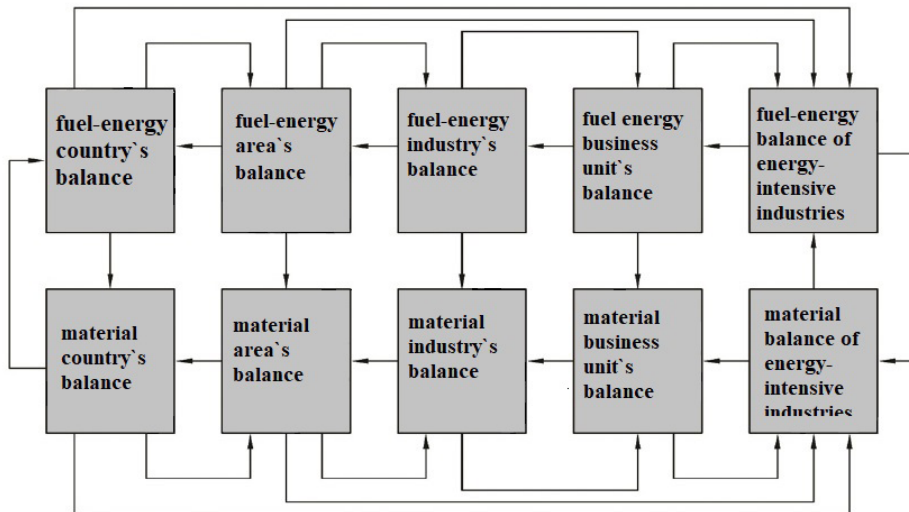 fuel-energy
country`s
balance
fuel-energy
area`s
balance
fuel-energy
industry`s
balance
fuel energy
business
unit`s
balance
fuel-energy
balance of
energy-
intensive
industries
material
country`s
balance
material
area`s
balance
material
industry`s
balance
material
business
unit`s
balance
material
balance of
energy-
intensive
industries